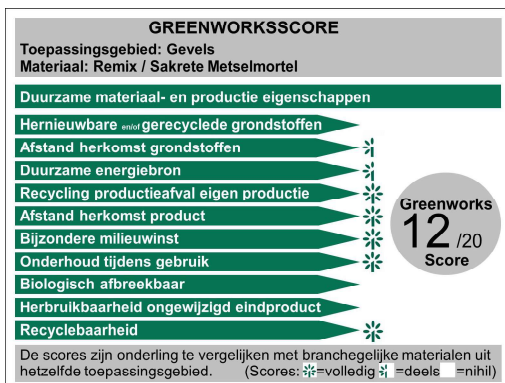 GREENWORKSSCORE
Toepassingsgebied: Gevels
Materiaal: Remix / Sakrete Metselmortel
Duurzame materiaal- en productie eigenschappen
Hernieuwbare en/of gerecyclede grondstoffen
Afstand herkomst grondstoffen
Duurzame energiebron
Recycling productieafval eigen productie
Afstand herkomst product
Bijzondere milieuwinst
Onderhoud tijdens gebruik
Biologisch afbreekbaar
Herbruikbaarheid ongewijzigd eindproduct
Recyclebaarheid
Greenworks
12 /20
Score
De scores zijn onderling te vergelijken met branchegelijke materialen uit
hetzelfde toepassingsgebied. (Scores: =volledig =deels =nihil)